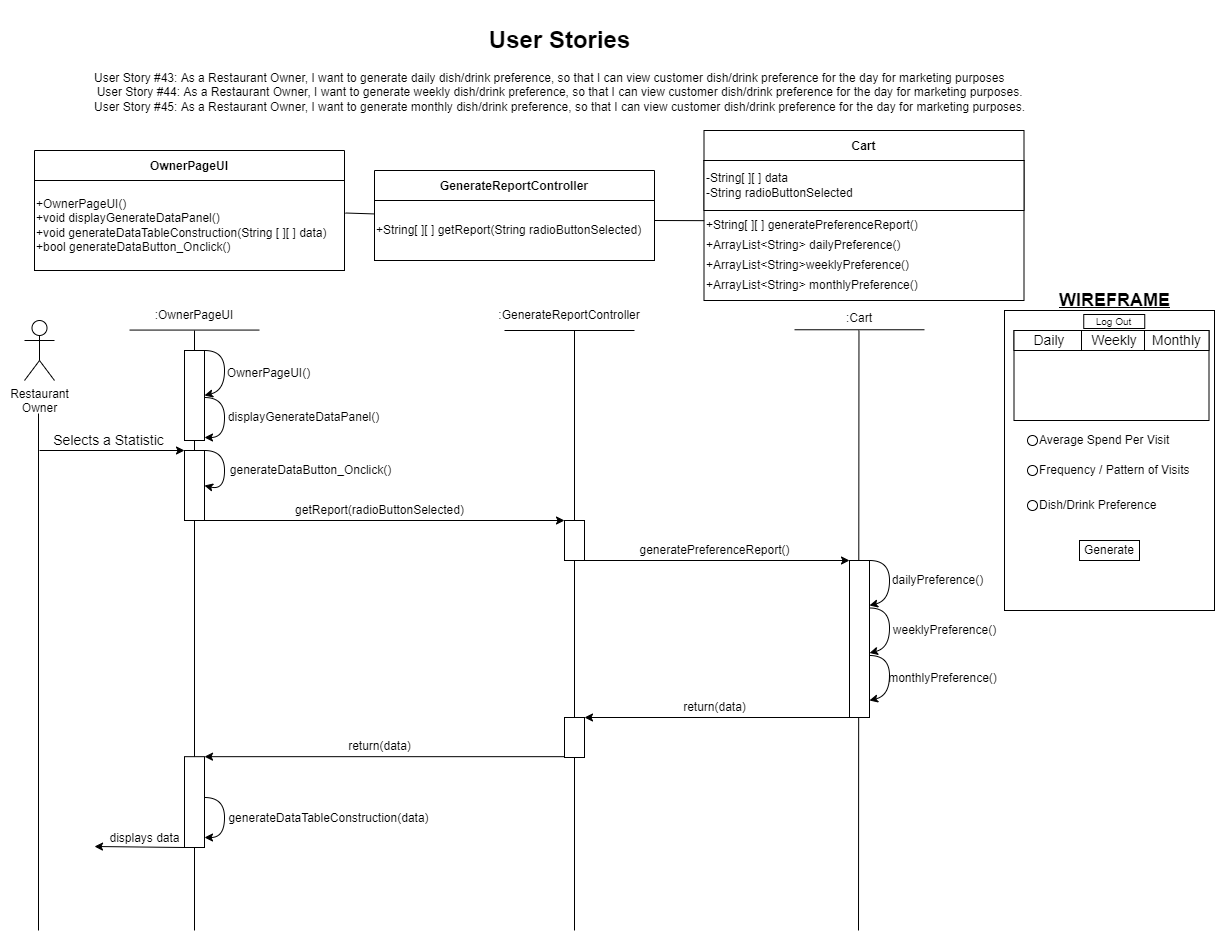 User Stories
User Story #43: As a Restaurant Owner, I want to generate daily dish/drink preference, so that I can view customer dish/drink preference for the day for marketing purposes
User Story #44: As a Restaurant Owner, I want to generate weekly dish/drink preference, so that I can view customer dish/drink preference for the day for marketing purposes.
User Story #45: As a Restaurant Owner, I want to generate monthly dish/drink preference, so that I can view customer dish/drink preference for the day for marketing purposes.
OwnerPageUI
+OwnerPageUI()
+void displayGenerateDataPanel()
+void generateDataTableConstruction(String [ ][ ] data)
+bool generateDataButton_Onclick()
GenerateReportController
+String[ ][ ] getReport(String radioButtonSelected)
Cart
-String[ ][ ] data
-String radioButtonSelected
+String[ ][ ] generatePreferenceReport()
+ArrayList<String> dailyPreference()
+ArrayList<String>weeklyPreference()
+ArrayList<String> monthlyPreference()
WIREFRAME
Log Out
Daily Weekly Monthly
Average Spend Per Visit
Frequency / Pattern of Visits
Dish/Drink Preference
Generate
:OwnerPageUI
:GenerateReportController
:Cart
Restaurant
Owner
OwnerPageUI()
displayGenerateDataPanel()
Selects a Statistic
generateDataButton_Onclick()
getReport(radioButtonSelected)
generatePreferenceReport()
dailyPreference()
weeklyPreference()
monthlyPreference()
return(data)
return(data)
generateDataTableConstruction(data)
displays data